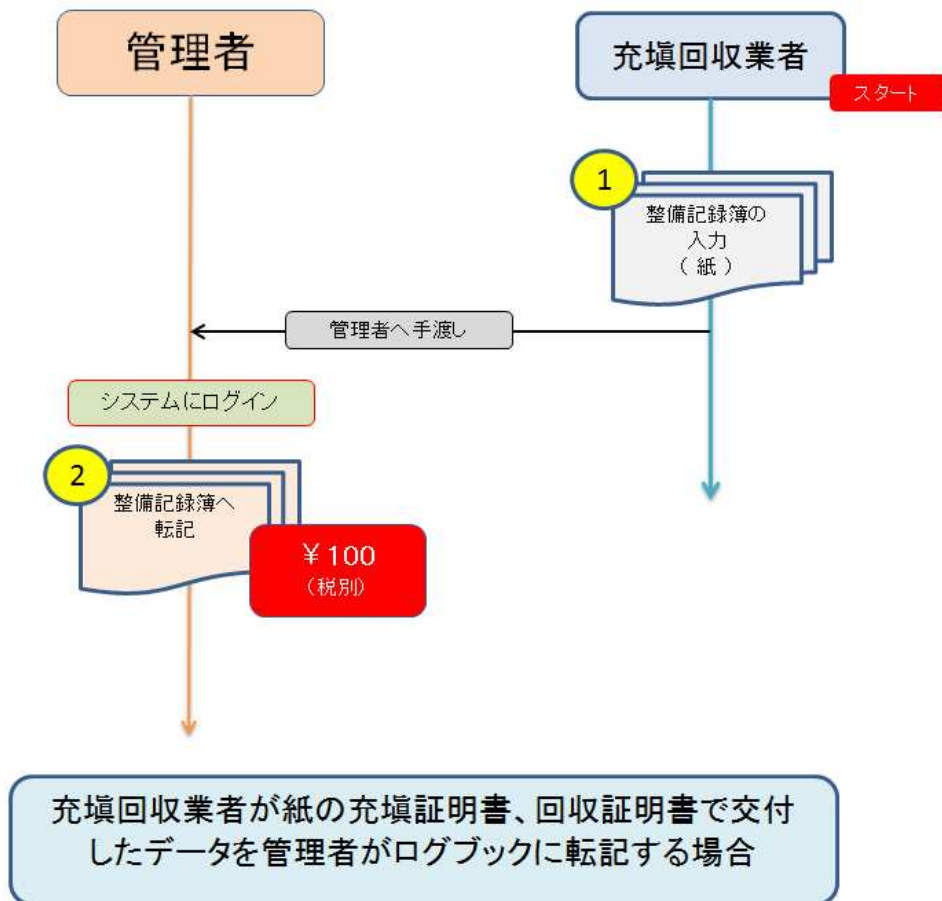 管理者
充塡回収業者
スタート
1
整備記録簿の
入力
（ 紙 ）
管理者へ手渡し
システムにログイン
2
整備記録簿へ
転記
￥100
（税別）
充塡回収業者が紙の充塡証明書、回収証明書で交付
したデータを管理者がログブックに転記する場合